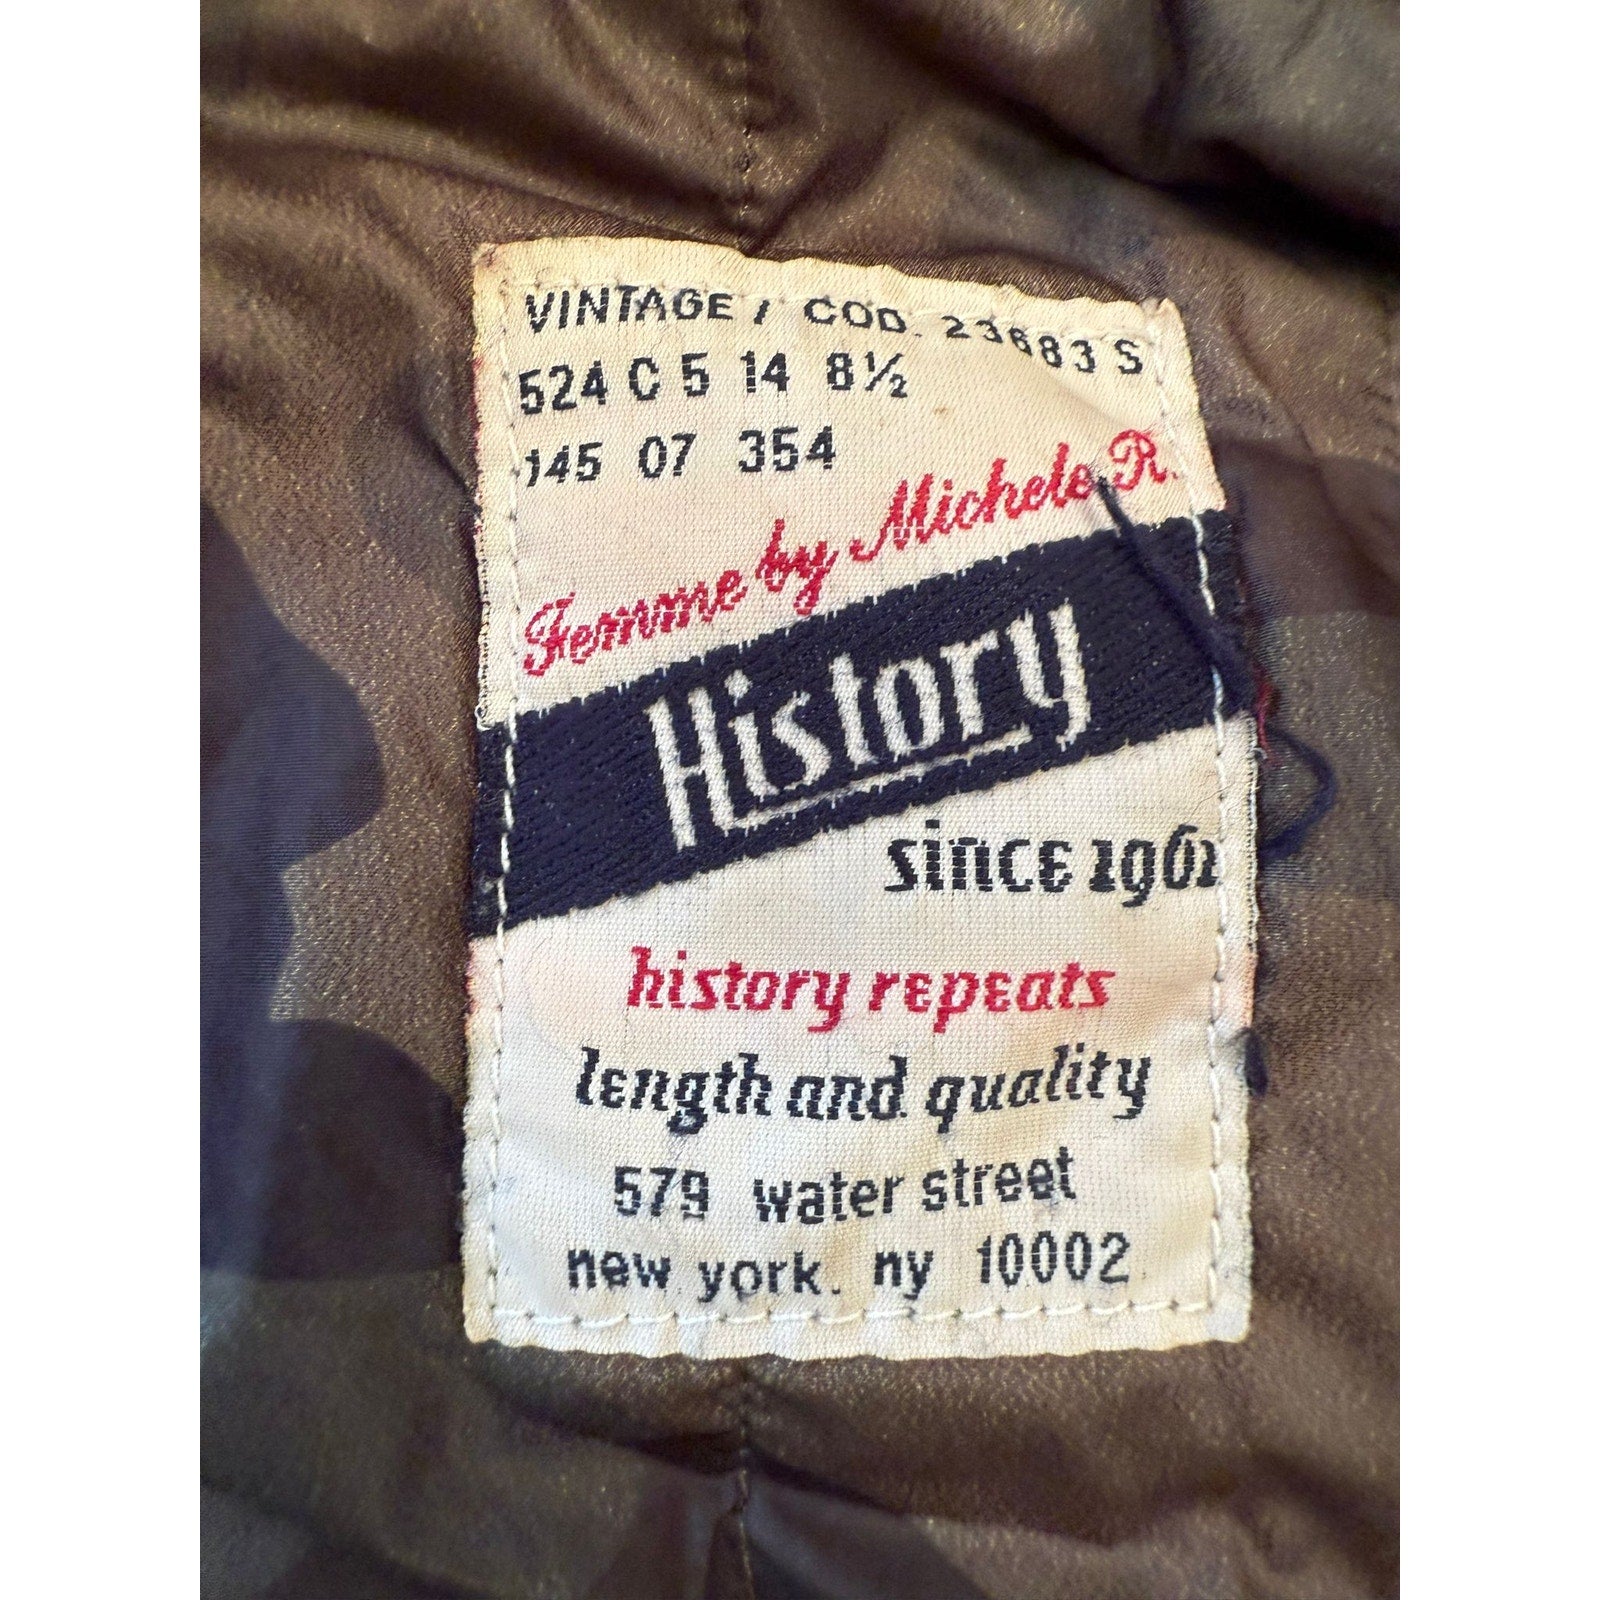 VINTAGE / COD. 23683 S
524 C 5 14 8½
145 07 354
Femme by Michele R.
History
since 1961
history repeats
length and quality
579 water street
new york. ny 10002